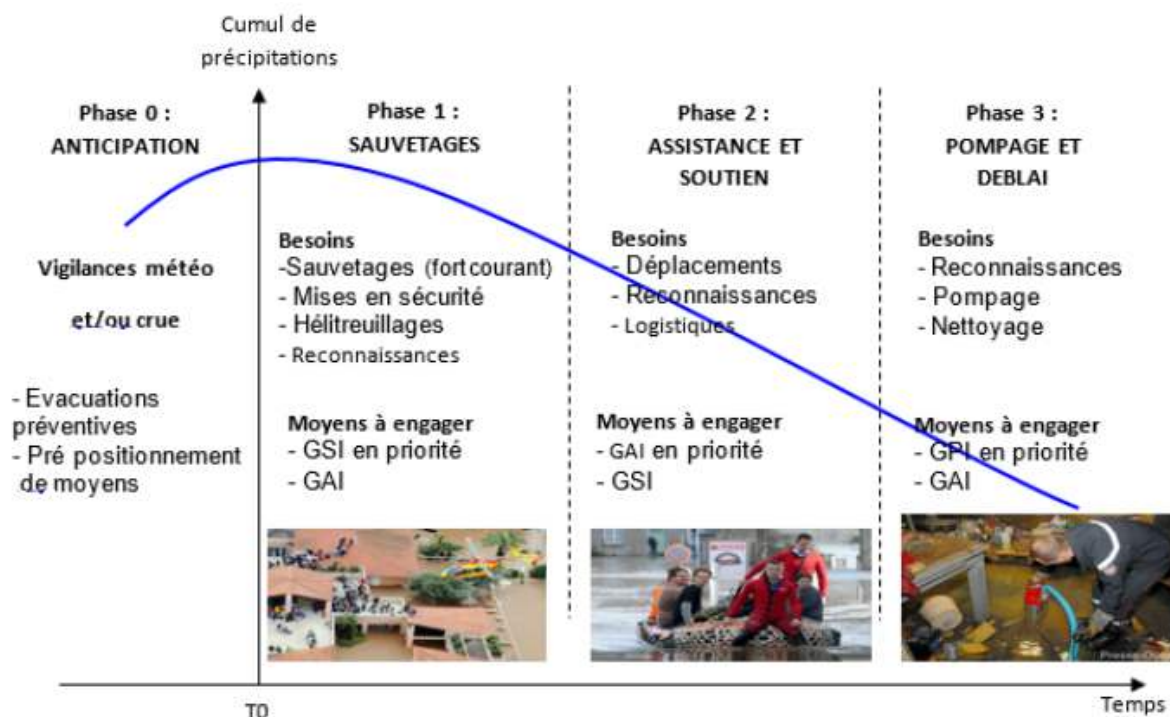 Cumul de
précipitations
Phase 0 :
ANTICIPATION
Vigilances météo
et/ou crue
- Evacuations
préventives
- Pré positionnement
de moyens
Phase 1 :
SAUVETAGES
Besoins
-Sauvetages (fort courant)
- Mises en sécurité
- Hélitreuillages
- Reconnaissances
Moyens à engager
- GSI en priorité
- GAI
Phase 2 :
ASSISTANCE ET
SOUTIEN
Besoins
- Déplacements
- Reconnaissances
- Logistiques
Moyens à engager
- GAI en priorité
- GSI
Phase 3 :
POMPAGE ET
DEBLAI
Besoins
- Reconnaissances
- Pompage
- Nettoyage
Moyens à engager
- GPI en priorité
- GAI
T0
Temps